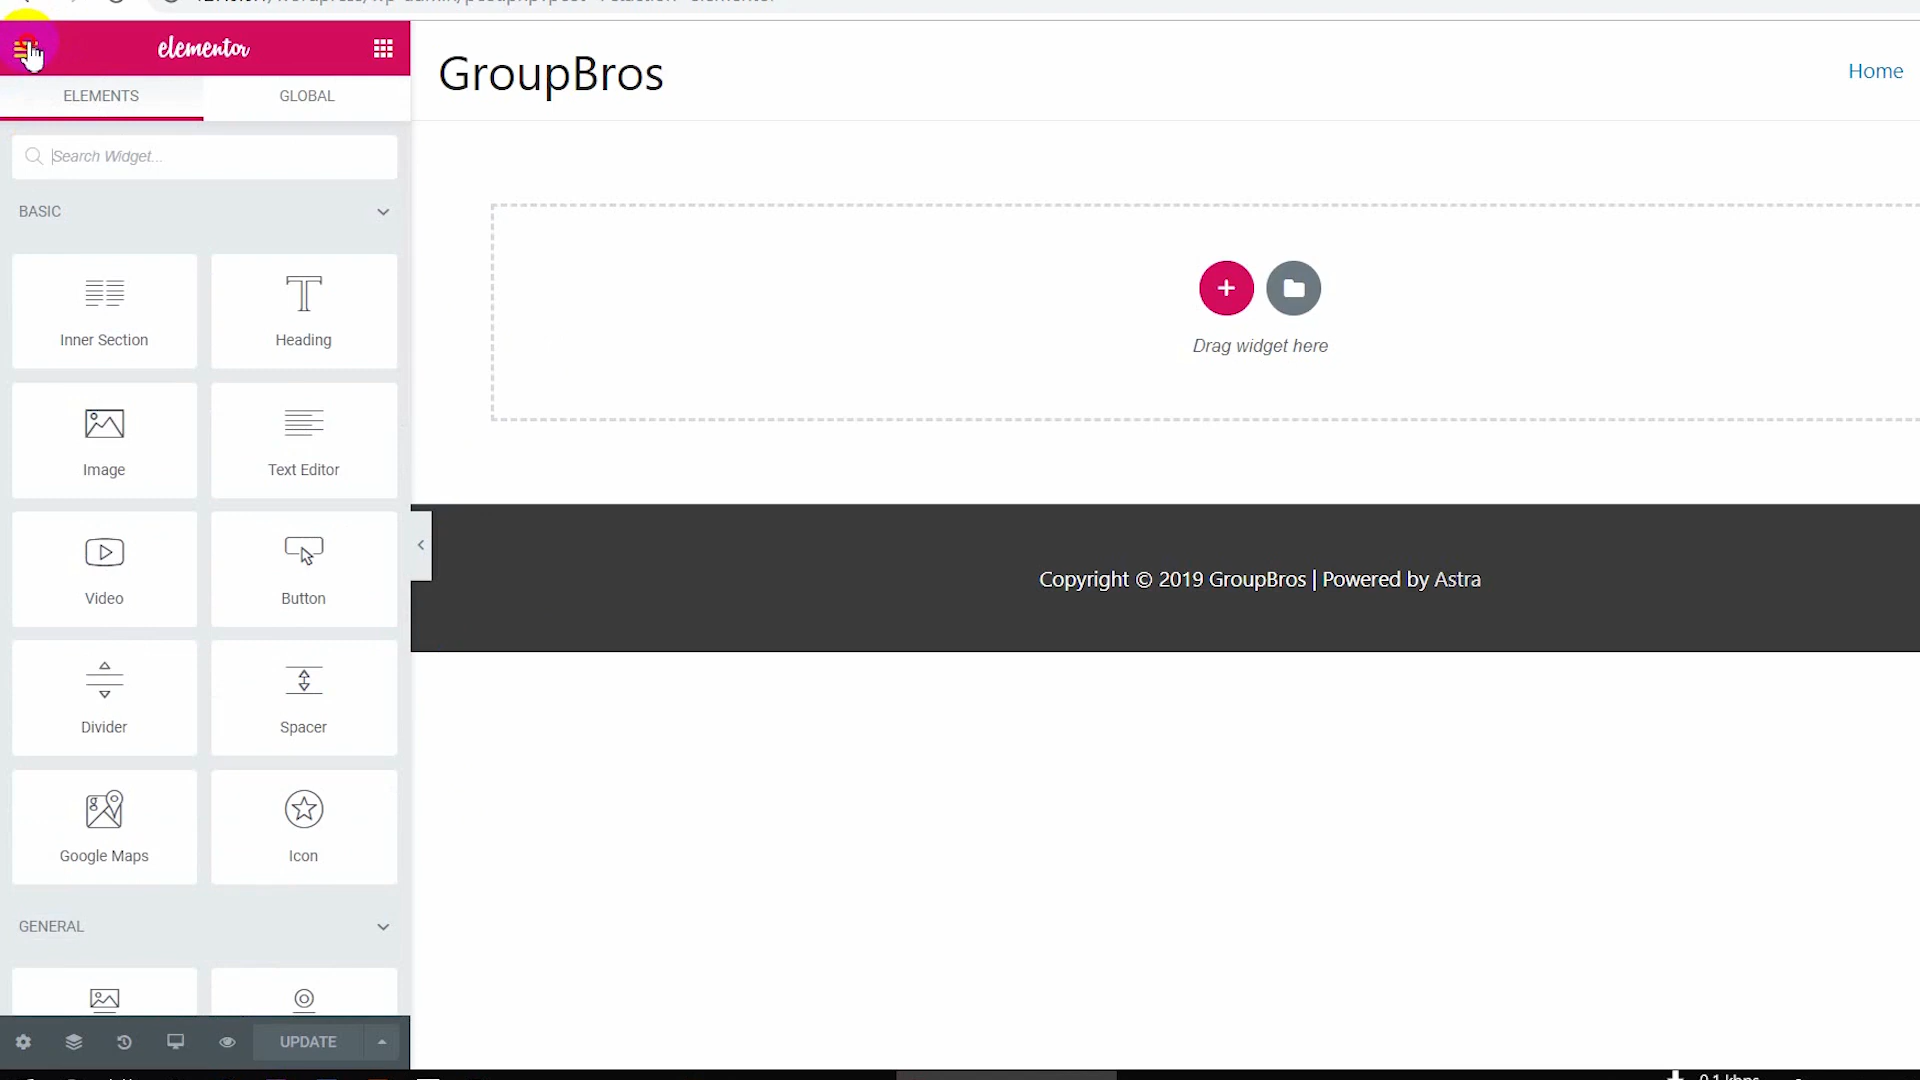 elementor
GroupBros
Home
ELEMENTS
GLOBAL
Search Widget...
BASIC
Inner Section
Heading
Drag widget here
Image
Text Editor
Video
Button
Copyright © 2019 GroupBros | Powered by Astra
Divider
Spacer
Google Maps
Icon
GENERAL
UPDATE